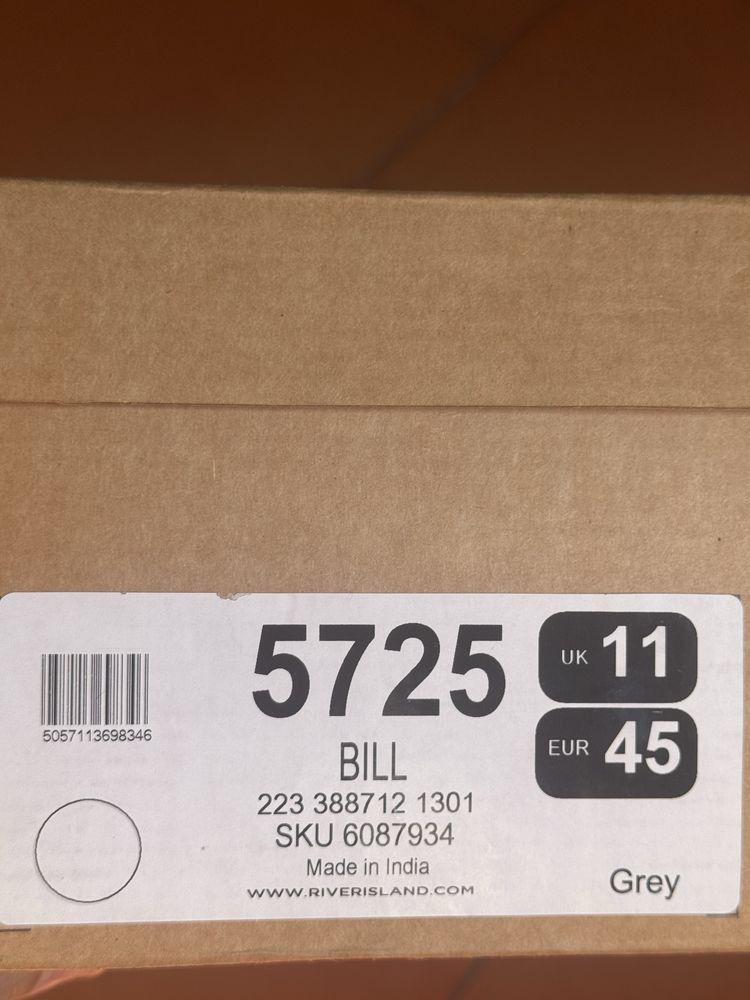 5725
UK 11
EUR 45
5057113698346
BILL
223 388712 1301
SKU 6087934
Made in India
WWW.RIVERISLAND.COM
Grey